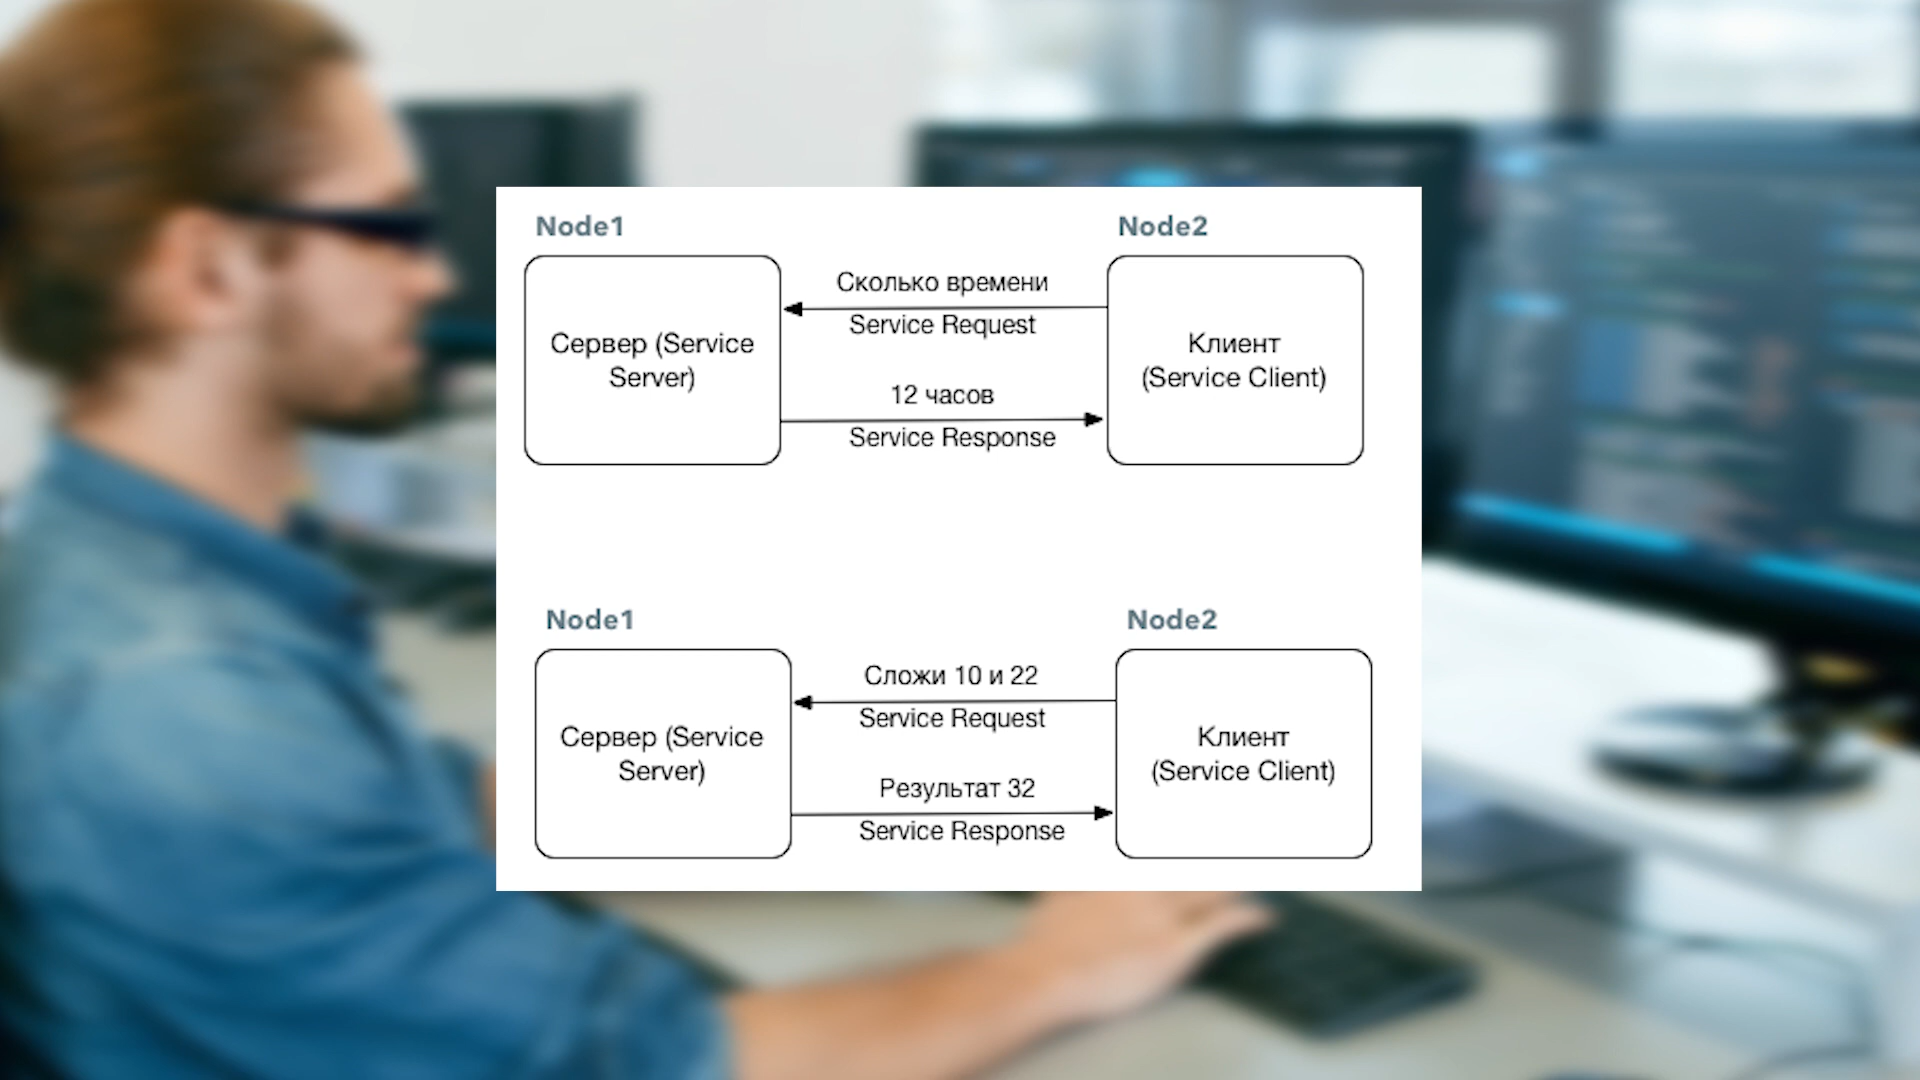 Node1
Node2
Сколько времени
Service Request
Сервер (Service
Server)
Клиент
(Service Client)
12 часов
Service Response
Node1
Node2
Сложи 10 и 22
Service Request
Сервер (Service
Server)
Клиент
(Service Client)
Результат 32
Service Response